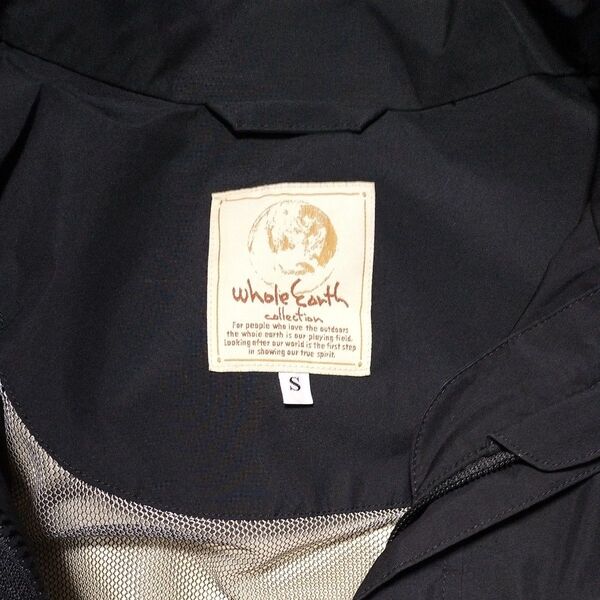 Whole Earth
collection
For people who love the outdoors
the whole earth is our playing field.
Looking after our world is the first step
in showing our true spirit.
S